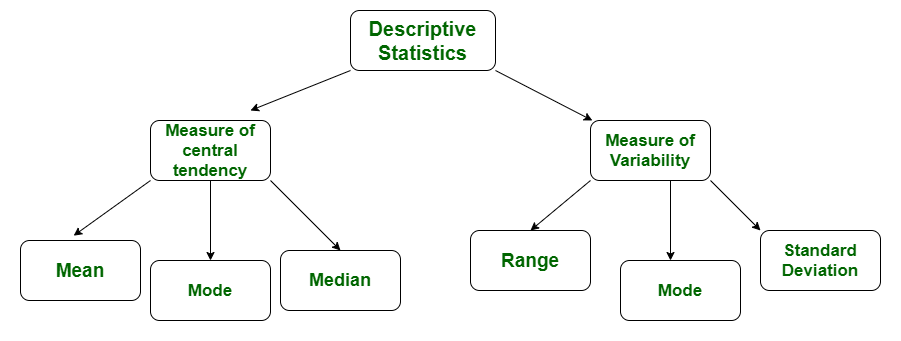 Descriptive
Statistics
Measure of
central
tendency
Measure of
Variability
Mean
Mode
Median
Range
Mode
Standard
Deviation